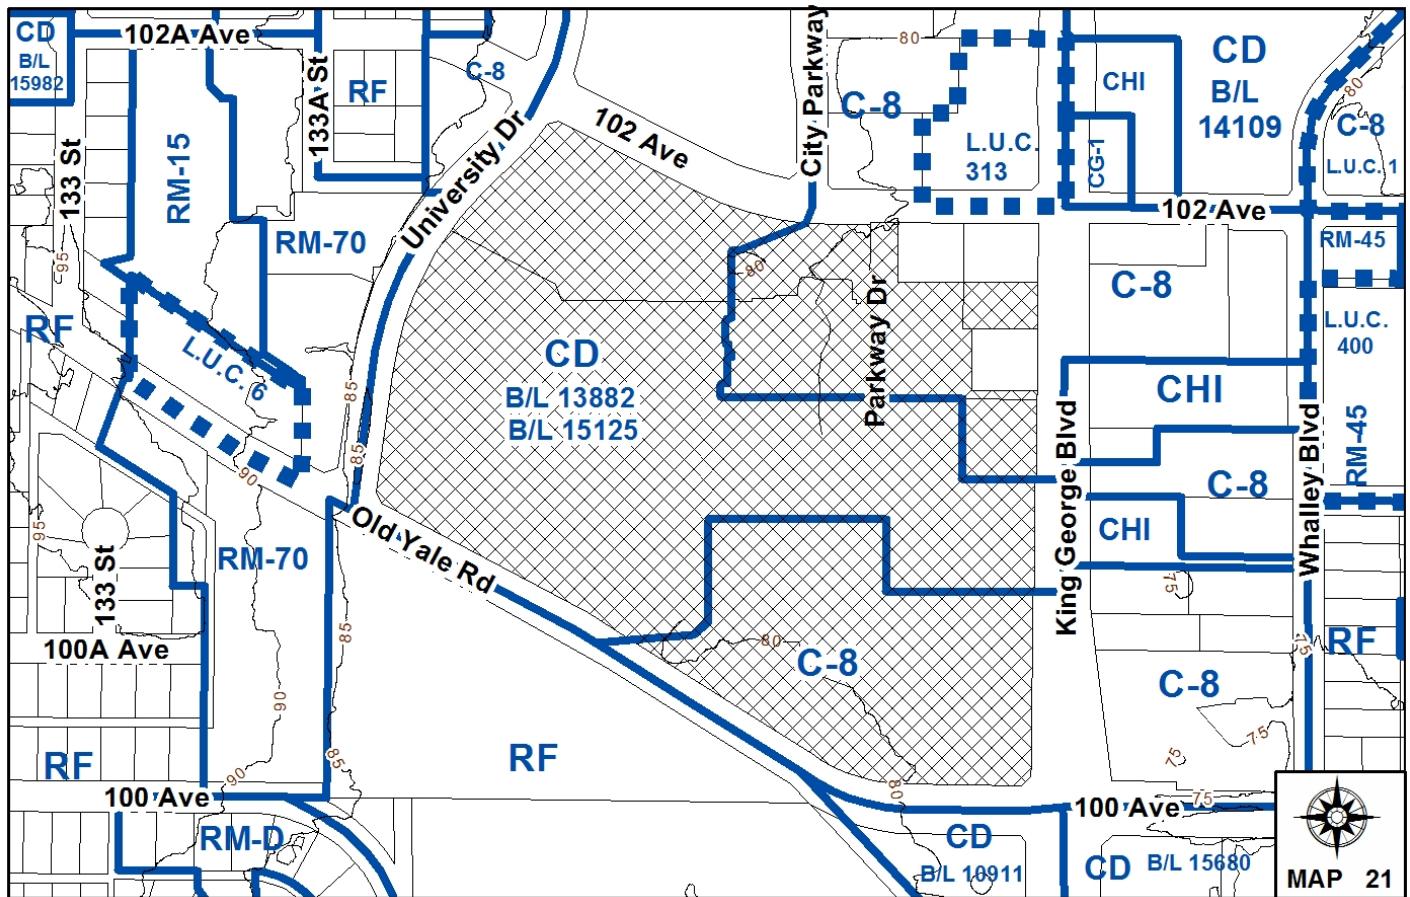 CD
B/L
15982
102A Ave
133A St
RF
C-8
University Dr
102 Ave
City Parkway
80
C-8
L.U.C.
313
CHI
CG-1
CD
B/L
14109
80
C-8
L.U.C. 1
133 St
RM-15
95
RM-70
102 Ave
RM-45
80
Parkway Dr
C-8
RF
L.U.C. 6
L.U.C.
400
CD
B/L 13882
B/L 15125
85
85
CHI
King George Blvd
Whalley Blvd
RM-45
C-8
90
95
Old Yale Rd
CHI
RM-70
133 St
75
85
100A Ave
80
C-8
75
RF
C-8
90
RF
RF
85
90
75
75
100 Ave
80
100 Ave
75
RM-D
CD
B/L 10911
CD
B/L 15680
MAP 21